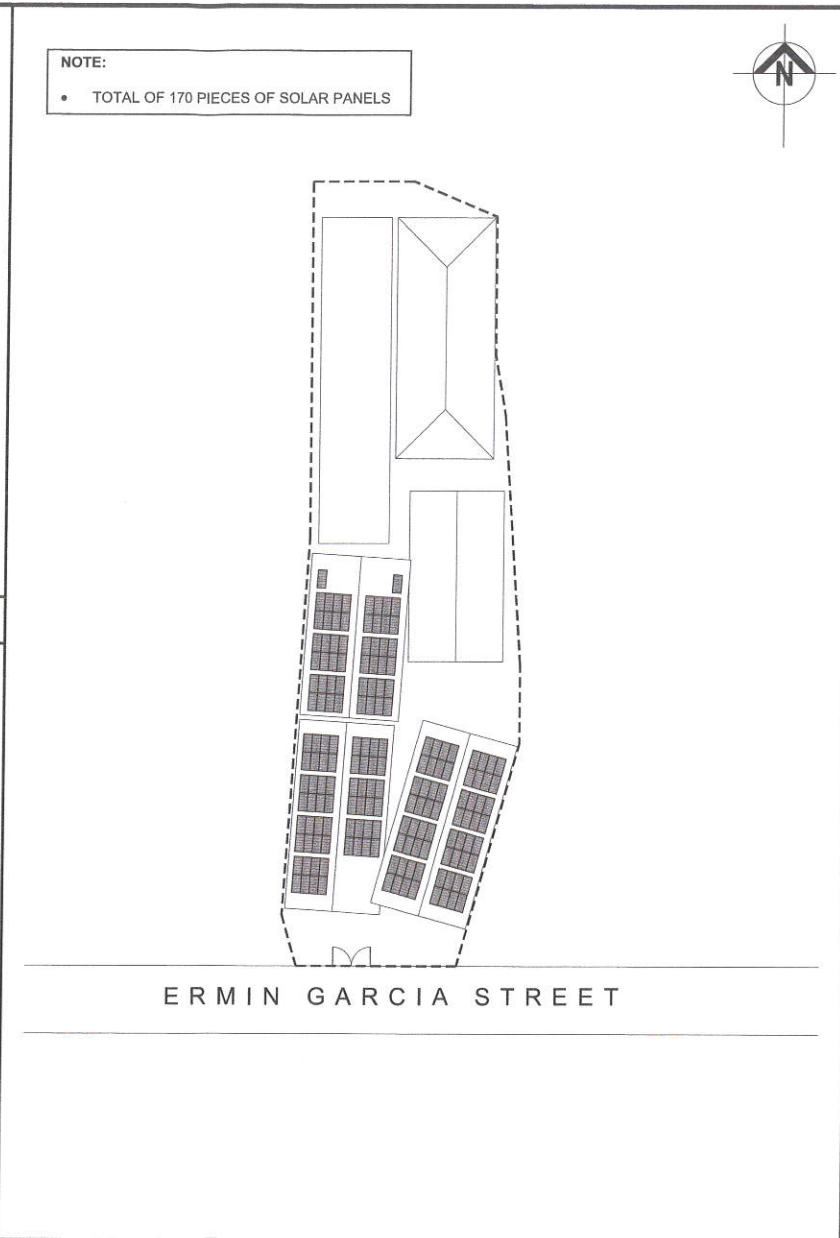 NOTE:
• TOTAL OF 170 PIECES OF SOLAR PANELS
N
ERMIN GARCIA STREET